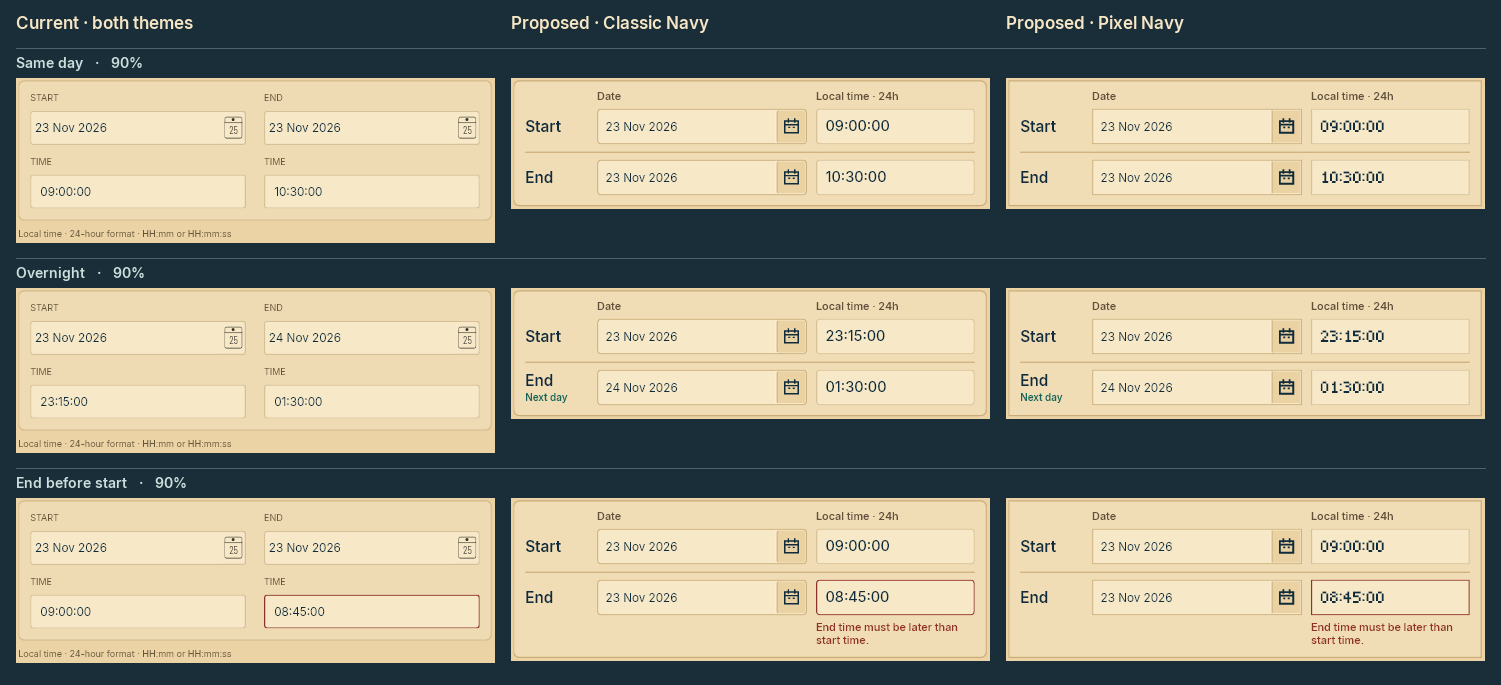 Current · both themes
Proposed · Classic Navy
Proposed · Pixel Navy
Same day · 90%
START
END
23 Nov 2026
25
23 Nov 2026
25
TIME
TIME
09:00:00
10:30:00
Local time · 24-hour format · HH:mm or HH:mm:ss
Date
Local time · 24h
Start
23 Nov 2026
09:00:00
End
23 Nov 2026
10:30:00
Date
Local time · 24h
Start
23 Nov 2026
09:00:00
End
23 Nov 2026
10:30:00
Overnight · 90%
START
END
23 Nov 2026
25
24 Nov 2026
25
TIME
TIME
23:15:00
01:30:00
Local time · 24-hour format · HH:mm or HH:mm:ss
Date
Local time · 24h
Start
23 Nov 2026
23:15:00
End
Next day
24 Nov 2026
01:30:00
Date
Local time · 24h
Start
23 Nov 2026
23:15:00
End
Next day
24 Nov 2026
01:30:00
End before start · 90%
START
END
23 Nov 2026
25
23 Nov 2026
25
TIME
TIME
09:00:00
08:45:00
Local time · 24-hour format · HH:mm or HH:mm:ss
Date
Local time · 24h
Start
23 Nov 2026
09:00:00
End
23 Nov 2026
08:45:00
End time must be later than
start time.
Date
Local time · 24h
Start
23 Nov 2026
09:00:00
End
23 Nov 2026
08:45:00
End time must be later than
start time.